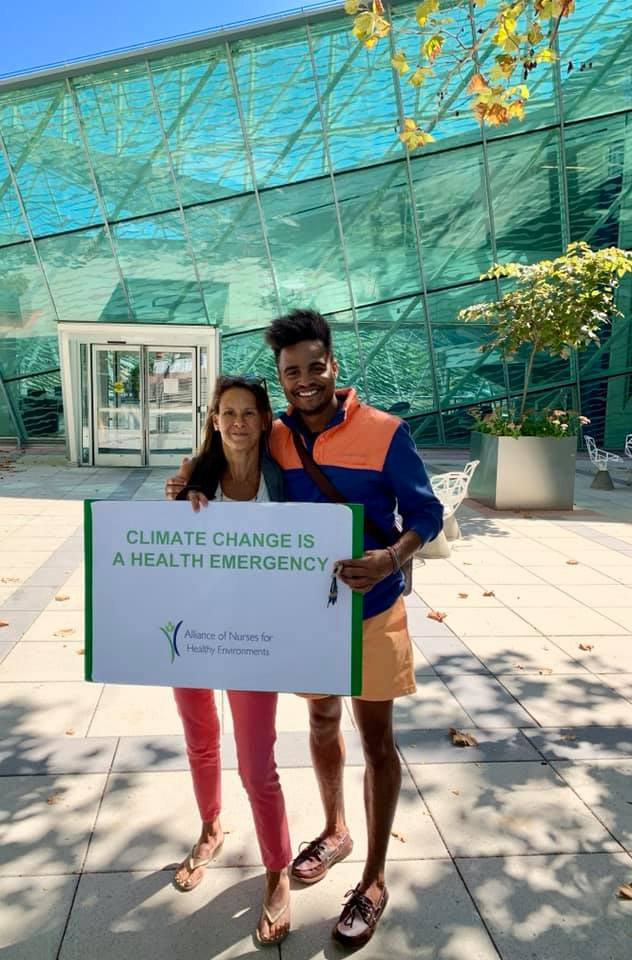 CLIMATE CHANGE IS
A HEALTH EMERGENCY
Alliance of Nurses for
Healthy Environments